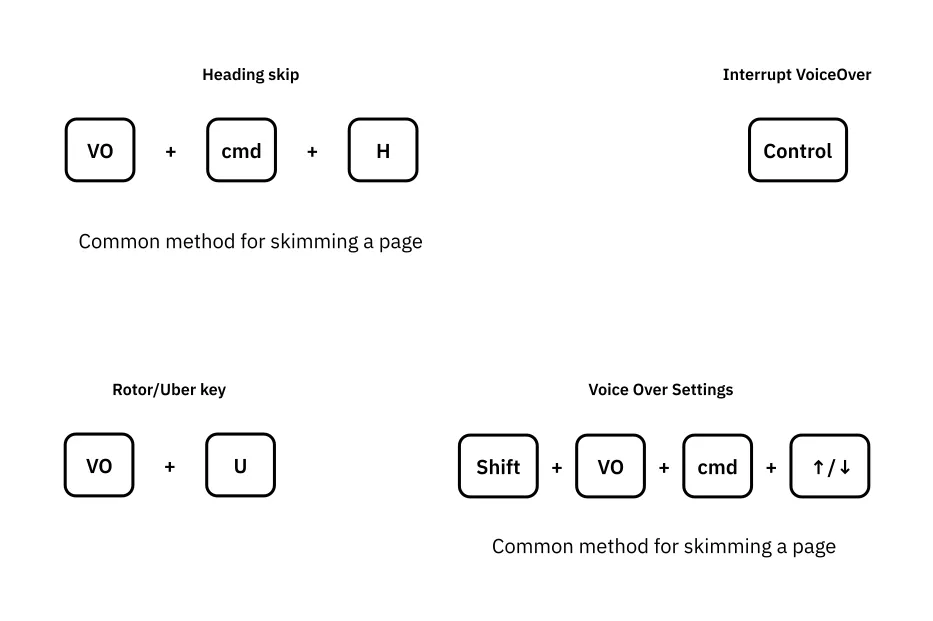 Heading skip
VO + cmd + H
Common method for skimming a page
Interrupt VoiceOver
Control
Rotor/Uber key
VO + U
Voice Over Settings
Shift + VO + cmd + ↑/↓
Common method for skimming a page